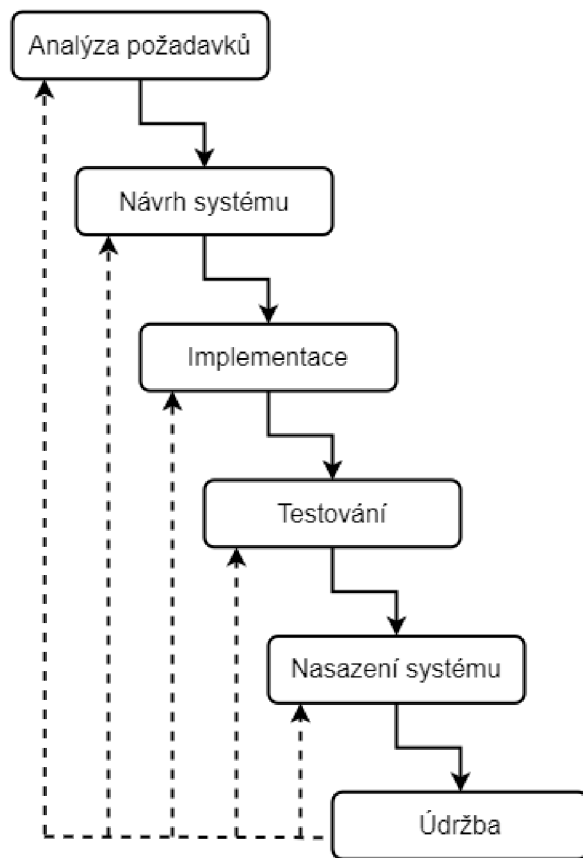 Analýza požadavků
Návrh systému
Implementace
Testování
Nasazení systému
Údržba